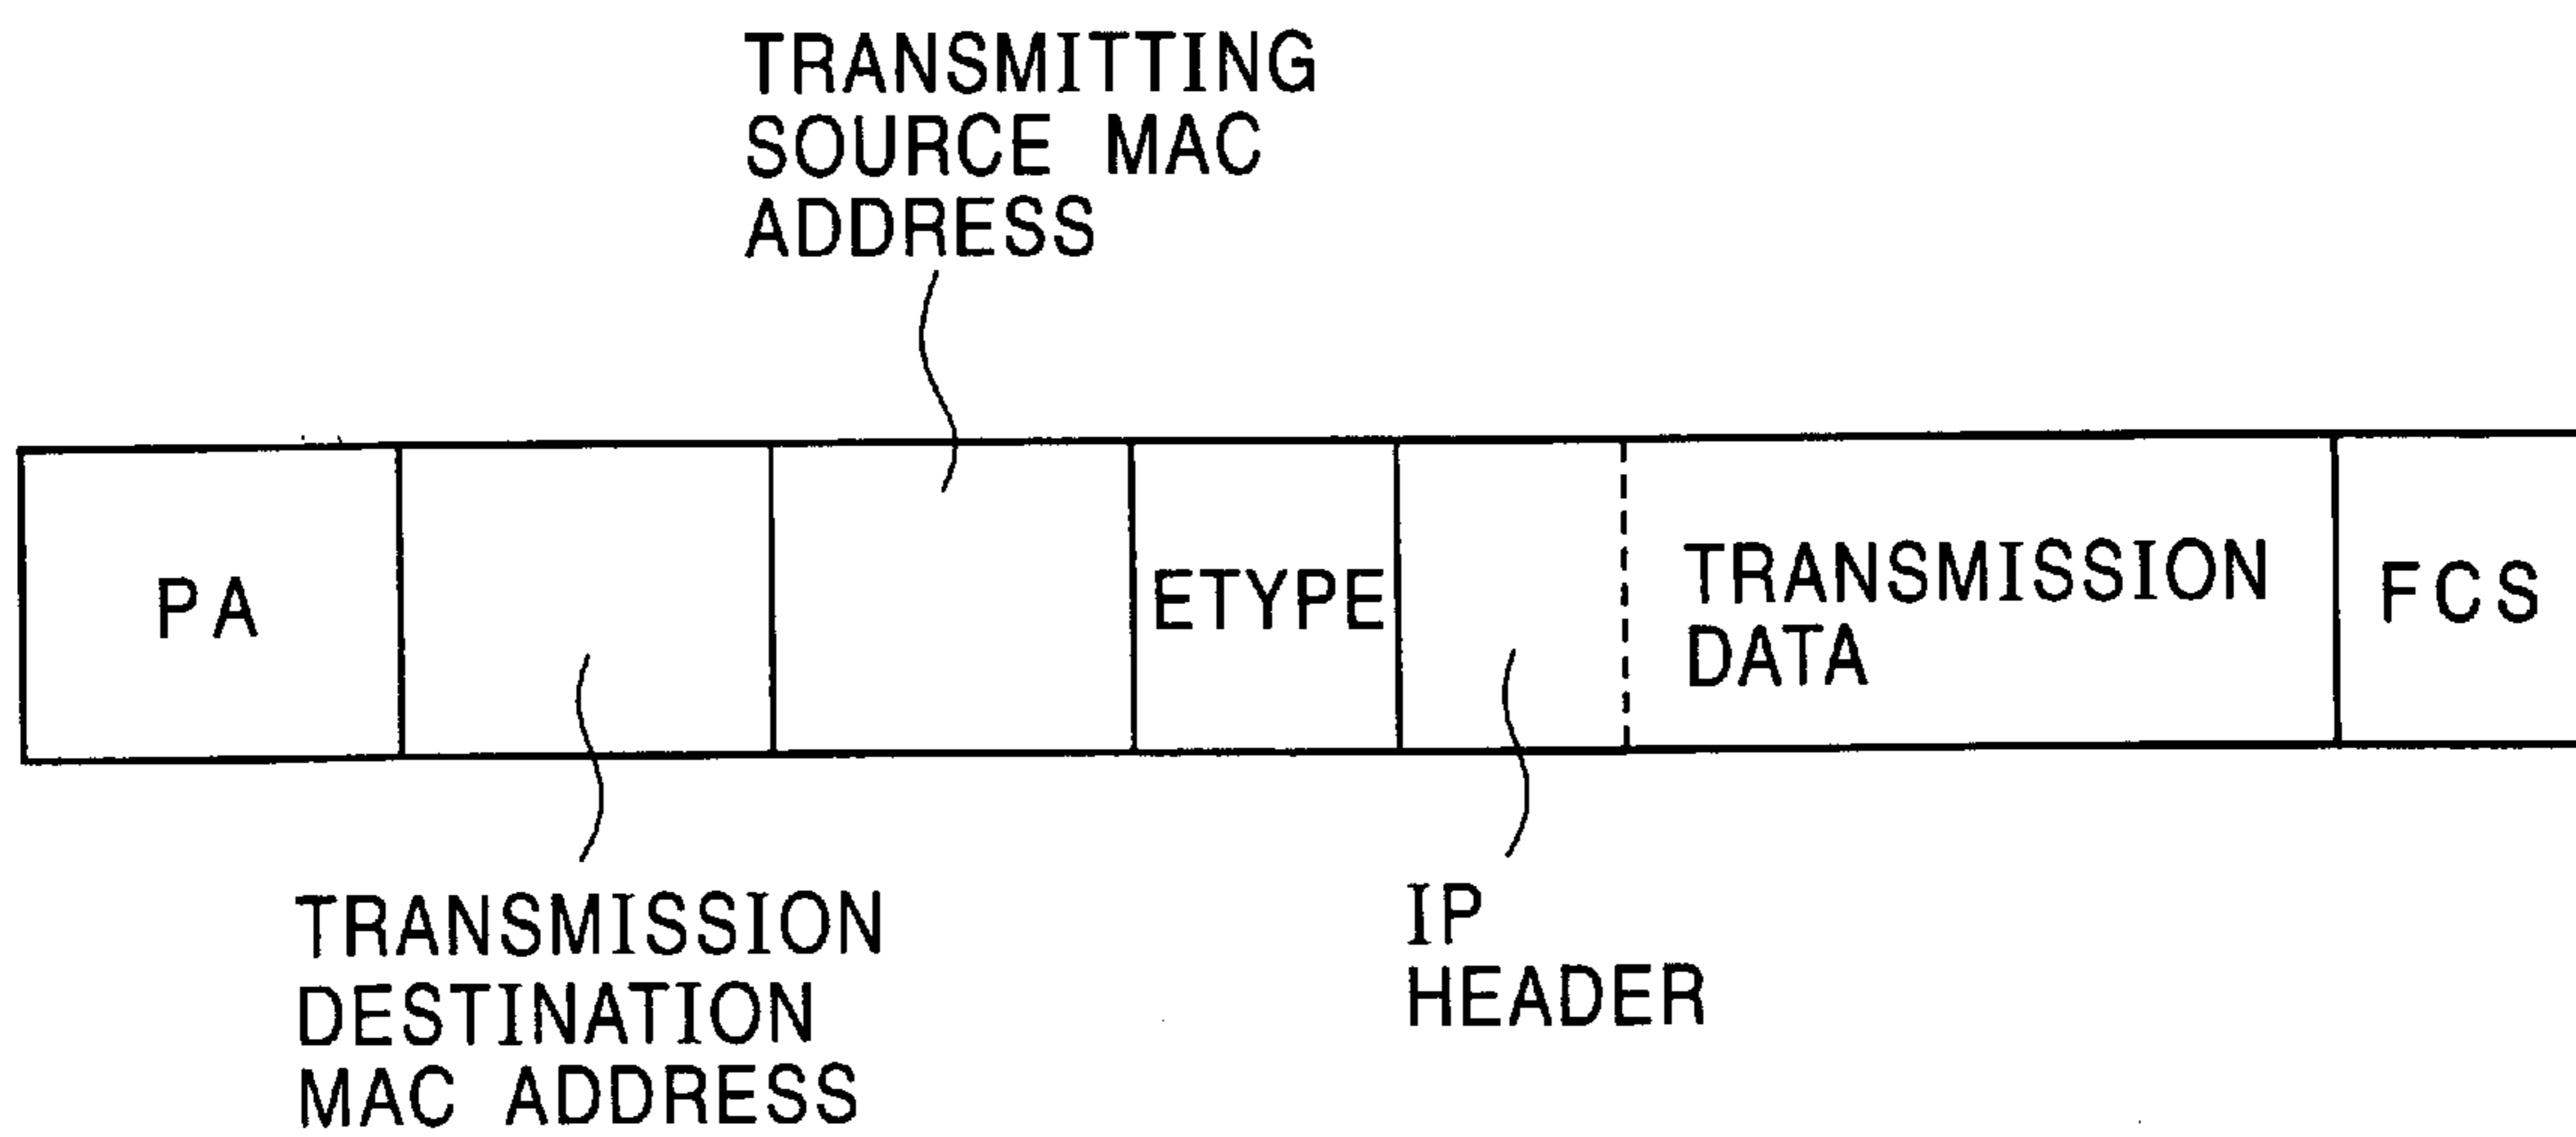 TRANSMITTING
SOURCE MAC
ADDRESS
PA
ETYPE
TRANSMISSION
DATA
FCS
TRANSMISSION
DESTINATION
MAC ADDRESS
IP
HEADER